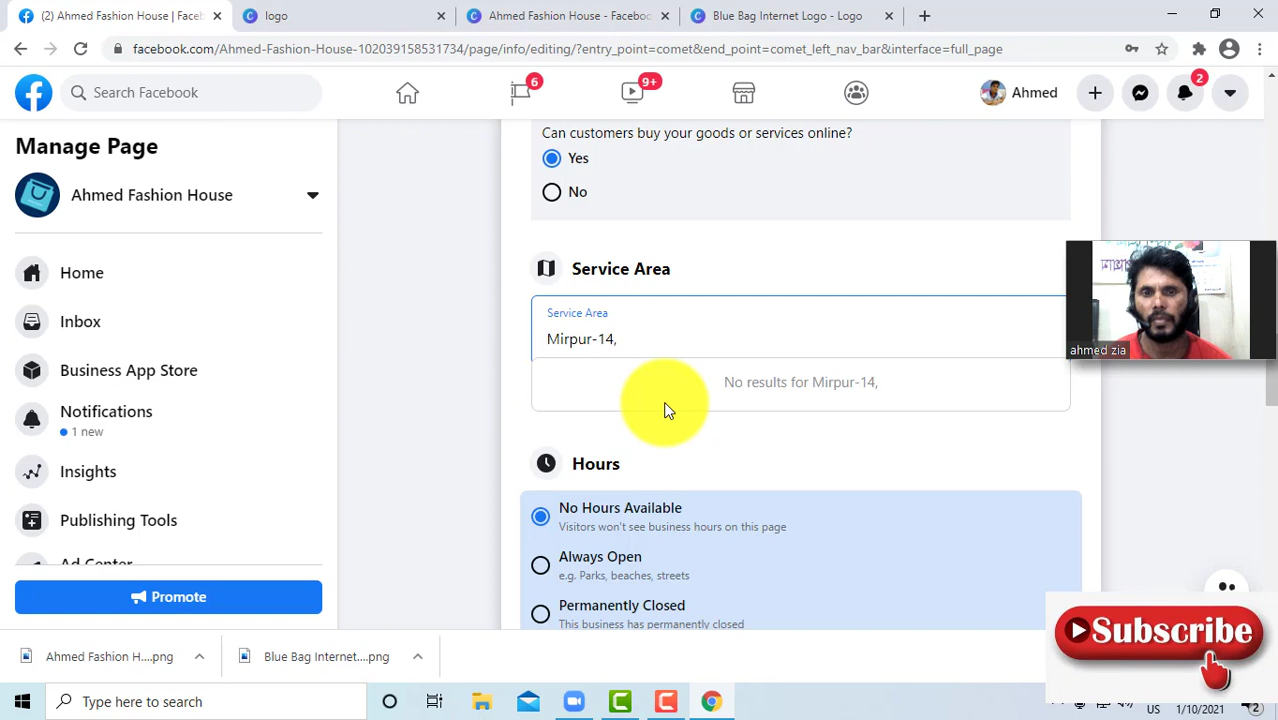 (2) Ahmed Fashion House | Faceb
logo
Ahmed Fashion House - Faceboo
Blue Bag Internet Logo - Logo
facebook.com/Ahmed-Fashion-House-102039158531734/page/info/editing/?entry_point=comet&end_point=comet_left_nav_bar&interface=full_page
Search Facebook
6
9+
Ahmed
2
Manage Page
Ahmed Fashion House
Home
Inbox
Business App Store
Notifications
1 new
Insights
Publishing Tools
Ad Center
Promote
Can customers buy your goods or services online?
Yes
No
Service Area
Service Area
Mirpur-14,
No results for Mirpur-14,
Hours
No Hours Available
Visitors won't see business hours on this page
Always Open
e.g. Parks, beaches, streets
Permanently Closed
This business has permanently closed
ahmed zia
Subscribe
Ahmed Fashion H....png
Blue Bag Internet....png
Type here to search
US
1/10/2021
2